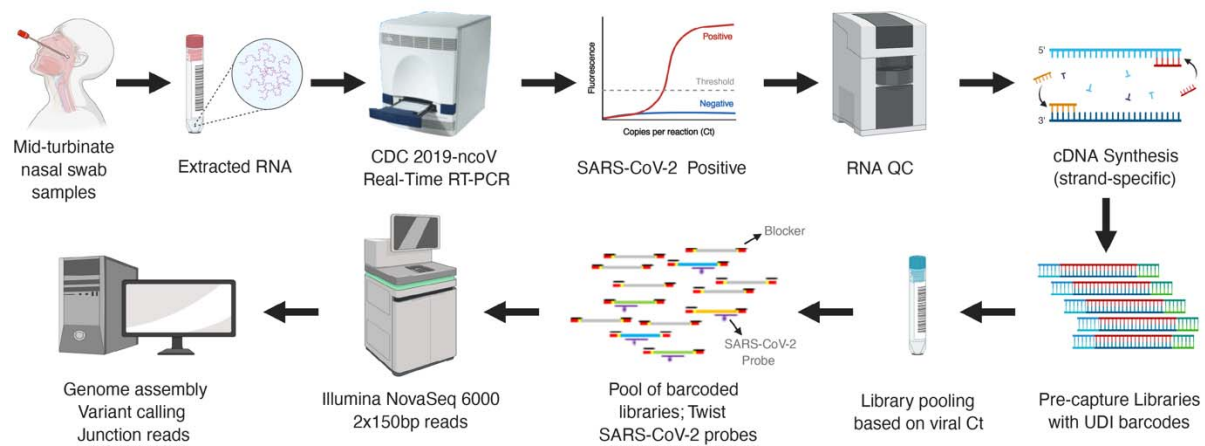 Mid-turbinate
nasal swab
samples
Extracted RNA
CDC 2019-ncoV
Real-Time RT-PCR
Fluorescence
Positive
Threshold
Negative
Copies per reaction (Ct)
SARS-CoV-2 Positive
RNA QC
5'
3'
cDNA Synthesis
(strand-specific)
Pre-capture Libraries
with UDI barcodes
Library pooling
based on viral Ct
Blocker
SARS-CoV-2
Probe
Pool of barcoded
libraries; Twist
SARS-CoV-2 probes
Illumina NovaSeq 6000
2x150bp reads
Genome assembly
Variant calling
Junction reads